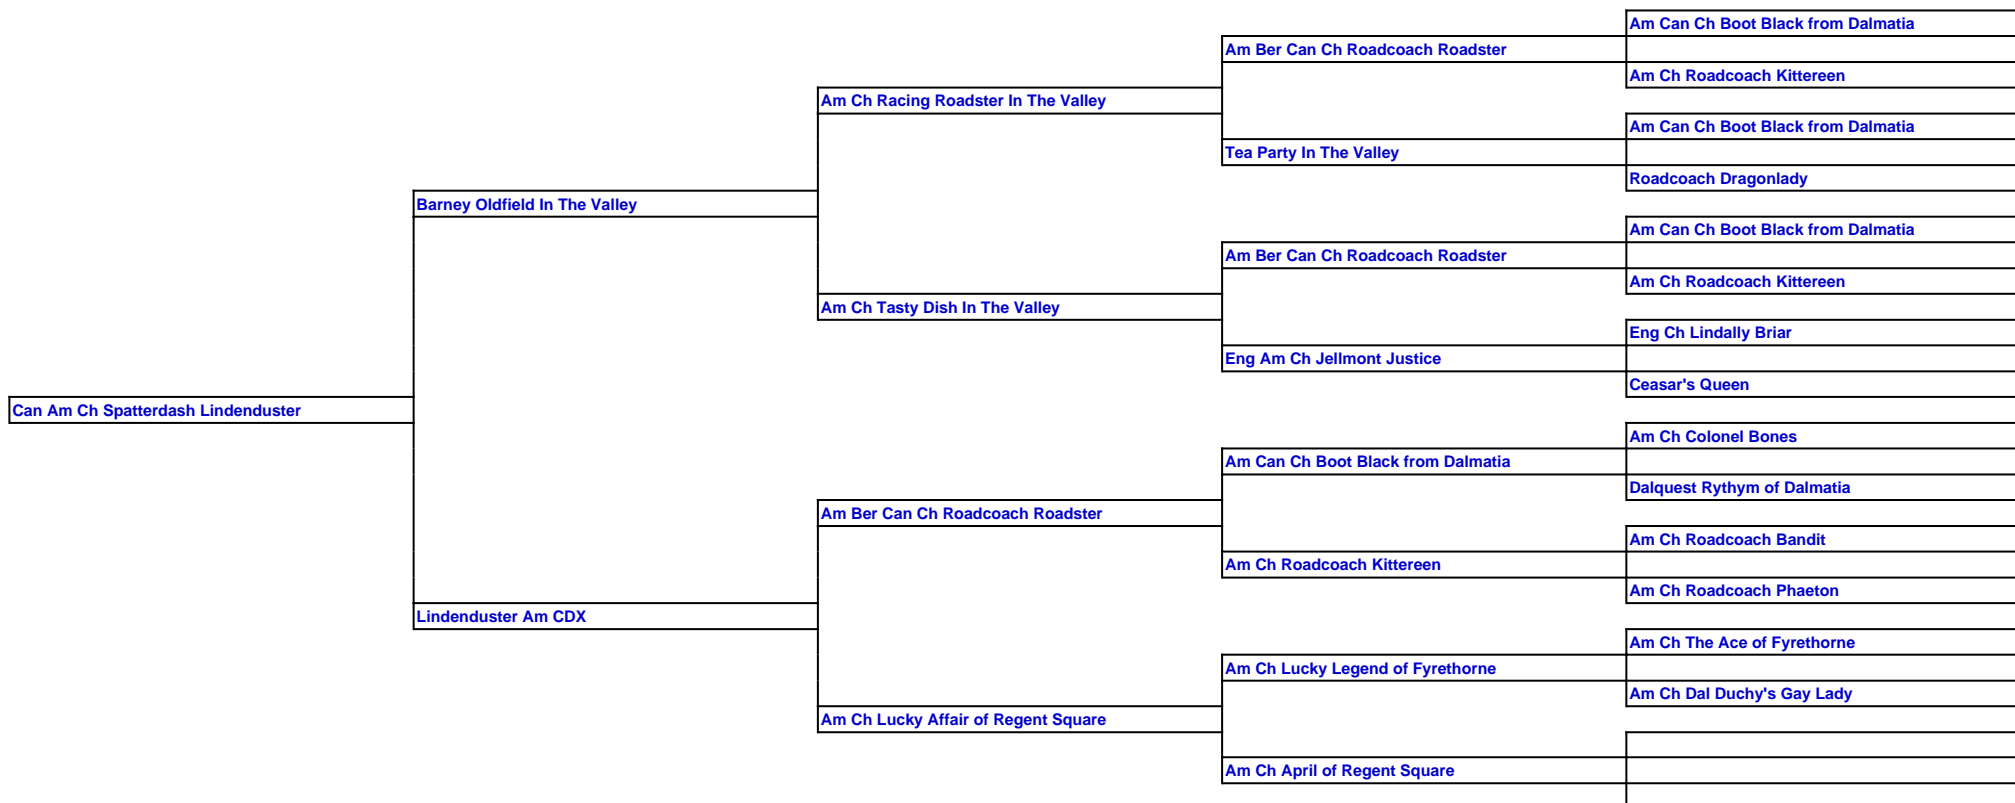 Am Can Ch Boot Black from Dalmatia
Am Ber Can Ch Roadcoach Roadster
Am Ch Roadcoach Kittereen
Am Ch Racing Roadster In The Valley
Am Can Ch Boot Black from Dalmatia
Tea Party In The Valley
Roadcoach Dragonlady
Barney Oldfield In The Valley
Am Can Ch Boot Black from Dalmatia
Am Ber Can Ch Roadcoach Roadster
Am Ch Roadcoach Kittereen
Am Ch Tasty Dish In The Valley
Eng Ch Lindally Briar
Eng Am Ch Jellmont Justice
Ceasar's Queen
Can Am Ch Spatterdash Lindenduster
Am Ch Colonel Bones
Am Can Ch Boot Black from Dalmatia
Dalquest Rythym of Dalmatia
Am Ber Can Ch Roadcoach Roadster
Am Ch Roadcoach Bandit
Am Ch Roadcoach Kittereen
Am Ch Roadcoach Phaeton
Lindenduster Am CDX
Am Ch The Ace of Fyrethorne
Am Ch Lucky Legend of Fyrethorne
Am Ch Dal Duchy's Gay Lady
Am Ch Lucky Affair of Regent Square
Am Ch April of Regent Square